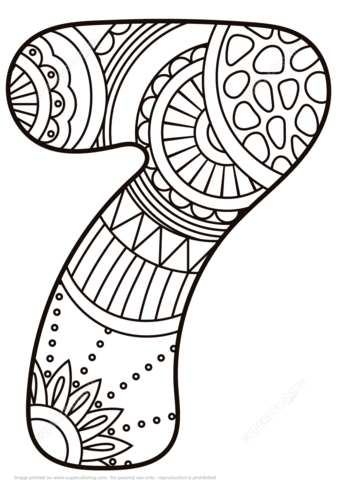 7
Image printed on www.supercoloring.com - for personal use only - reproduction is prohibited